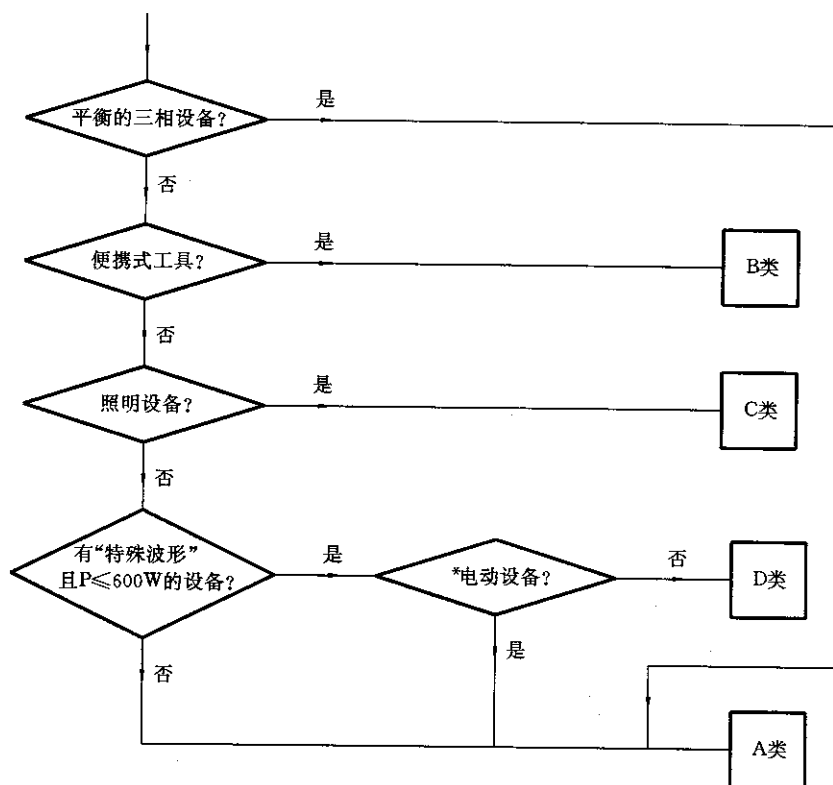 平衡的三相设备?
是
否
便携式工具?
是
B类
否
照明设备?
是
C类
否
有“特殊波形”
且P≤600W的设备?
是
*电动设备?
否
D类
否
是
A类